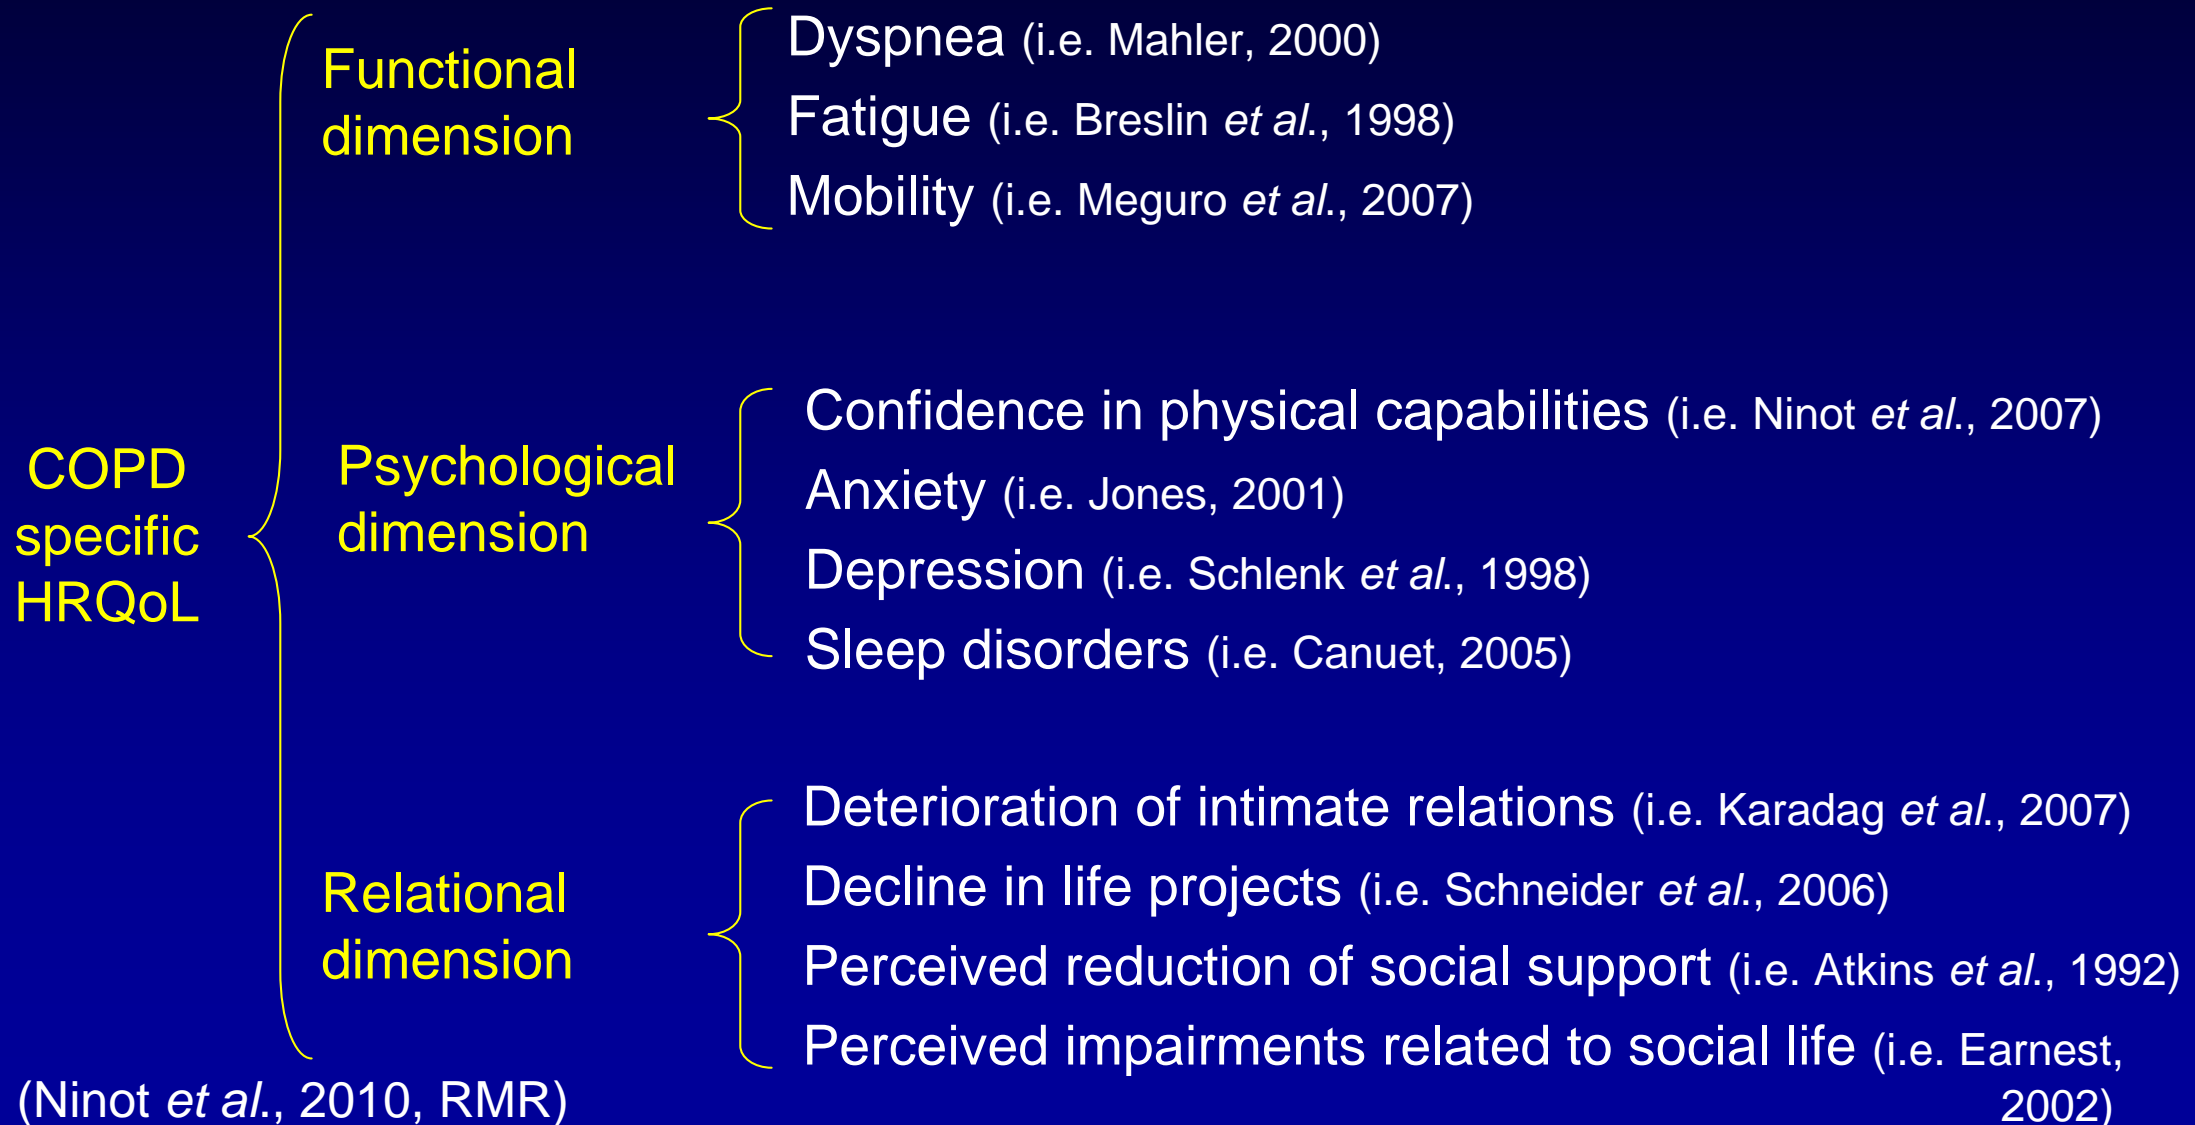 COPD
specific
HRQoL
Functional
dimension
Dyspnea (i.e. Mahler, 2000)
Fatigue (i.e. Breslin et al., 1998)
Mobility (i.e. Meguro et al., 2007)
Psychological
dimension
Confidence in physical capabilities (i.e. Ninot et al., 2007)
Anxiety (i.e. Jones, 2001)
Depression (i.e. Schlenk et al., 1998)
Sleep disorders (i.e. Canuet, 2005)
Relational
dimension
Deterioration of intimate relations (i.e. Karadag et al., 2007)
Decline in life projects (i.e. Schneider et al., 2006)
Perceived reduction of social support (i.e. Atkins et al., 1992)
Perceived impairments related to social life (i.e. Earnest,
2002)
(Ninot et al., 2010, RMR)